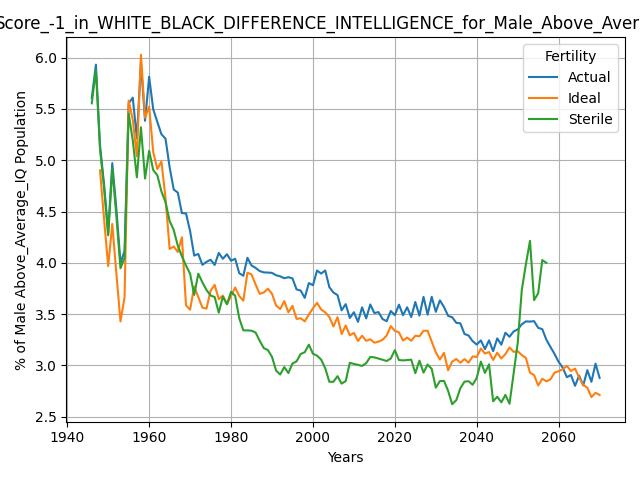 Score_-1_in_WHITE_BLACK_DIFFERENCE_INTELLIGENCE_for_Male_Above_Aver
% of Male Above_Average_IQ Population
6.0
5.5
5.0
4.5
4.0
3.5
3.0
2.5
Fertility
Actual
Ideal
Sterile
1940
1960
1980
2000
2020
2040
2060
Years